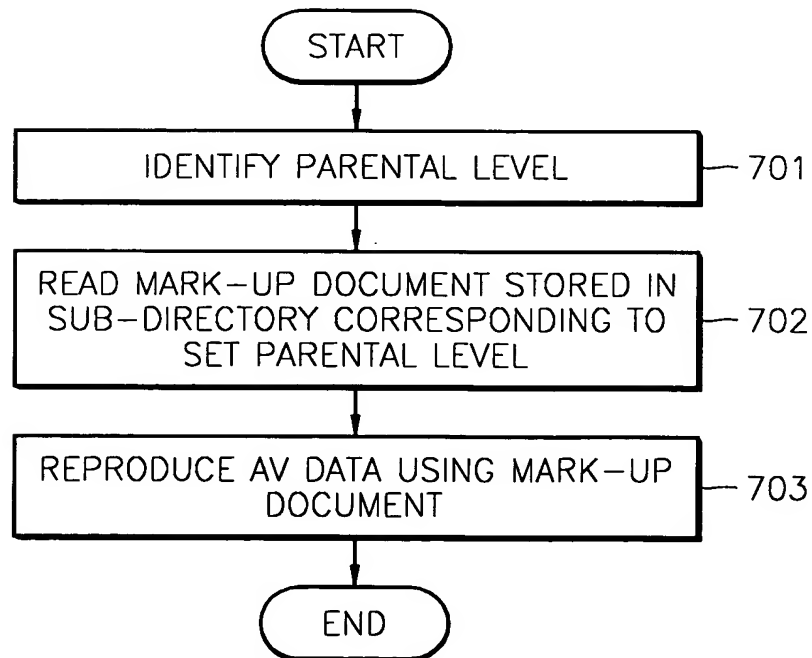 START
IDENTIFY PARENTAL LEVEL
701
READ MARK-UP DOCUMENT STORED IN
SUB-DIRECTORY CORRESPONDING TO
SET PARENTAL LEVEL
702
REPRODUCE AV DATA USING MARK-UP
DOCUMENT
703
END